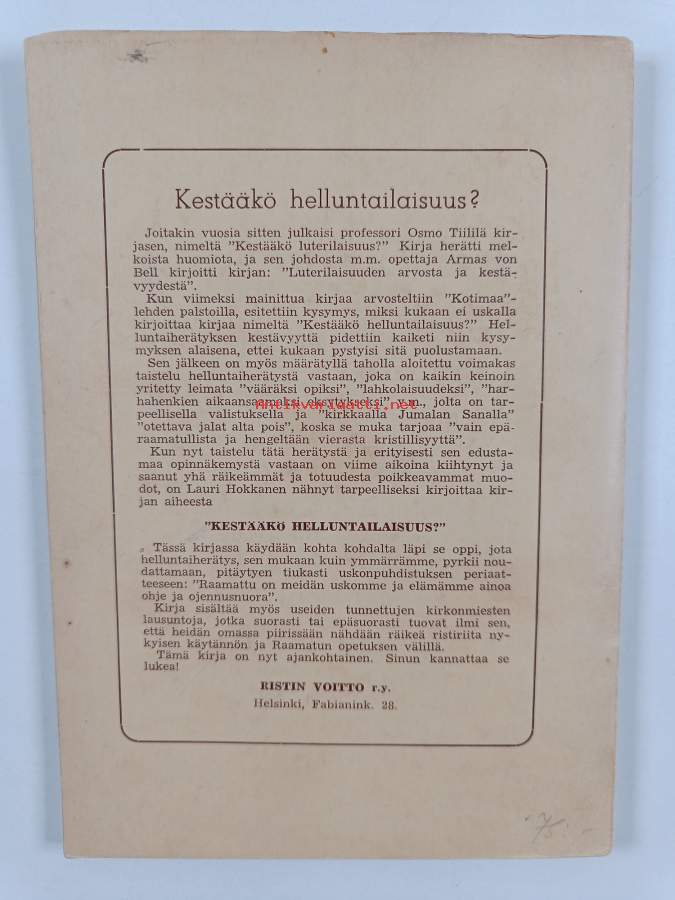 Kestääkö helluntailaisuus?
Joitakin vuosia sitten julkaisi professori Osmo Tiililä kir-
jasen, nimeltä "Kestääkö luterilaisuus?" Kirja herätti mel-
koista huomiota, ja sen johdosta m.m. opettaja Armas von
Bell kirjoitti kirjan: "Luterilaisuuden arvosta ja kestä-
vyydestä".
Kun viimeksi mainittua kirjaa arvosteltiin "Kotimaa"-
lehden palstoilla, esitettiin kysymys, miksi kukaan ei uskalla
kirjoittaa kirjaa nimeltä "Kestääkö helluntailaisuus?" Hel-
luntaiherätyksen kestävyyttä pidettiin kaiketi niin kysy-
myksen alaisena, ettei kukaan pystyisi sitä puolustamaan.
Sen jälkeen on myös määrätyllä taholla aloitettu voimakas
taistelu helluntaiherätystä vastaan, joka on kaikin keinoin
yritetty leimata "vääräksi opiksi", "lahkolaisuudeksi", "har-
hahenkien aikaansaamaksi eksytykseksi" y.m., jolta on tar-
antikvariaatti.net
peellisella valistuksella ja "kirkkaalla Jumalan Sanalla"
"otettava jalat alta pois", koska se muka tarjoaa "vain epä-
raamatullista ja hengeltään vierasta kristillisyyttä".
Kun nyt taistelu tätä herätystä ja erityisesti sen edusta-
maa opinnäkemystä vastaan on viime aikoina kiihtynyt ja
saanut yhä räikeämmät ja totuudesta poikkeavammat muo-
dot, on Lauri Hokkanen nähnyt tarpeelliseksi kirjoittaa kir-
jan aiheesta
"KESTÄÄKÖ HELLUNTAILAISUUS?"
Tässä kirjassa käydään kohta kohdalta läpi se oppi, jota
helluntaiherätys, sen mukaan kuin ymmärrämme, pyrkii nou-
dattamaan, pitäytyen tiukasti uskonpuhdistuksen periaat-
teeseen: "Raamattu on meidän uskomme ja elämämme ainoa
ohje ja ojennusnuora".
Kirja sisältää myös useiden tunnettujen kirkonmiesten
lausuntoja, jotka suorasti tai epäsuorasti tuovat ilmi sen,
että heidän omassa piirissään nähdään räikeä ristiriita ny-
kyisen käytännön ja Raamatun opetuksen välillä.
Tämä kirja on nyt ajankohtainen. Sinun kannattaa se
lukea!
RISTIN VOITTO r.y.
Helsinki, Fabianink. 28.
75:-